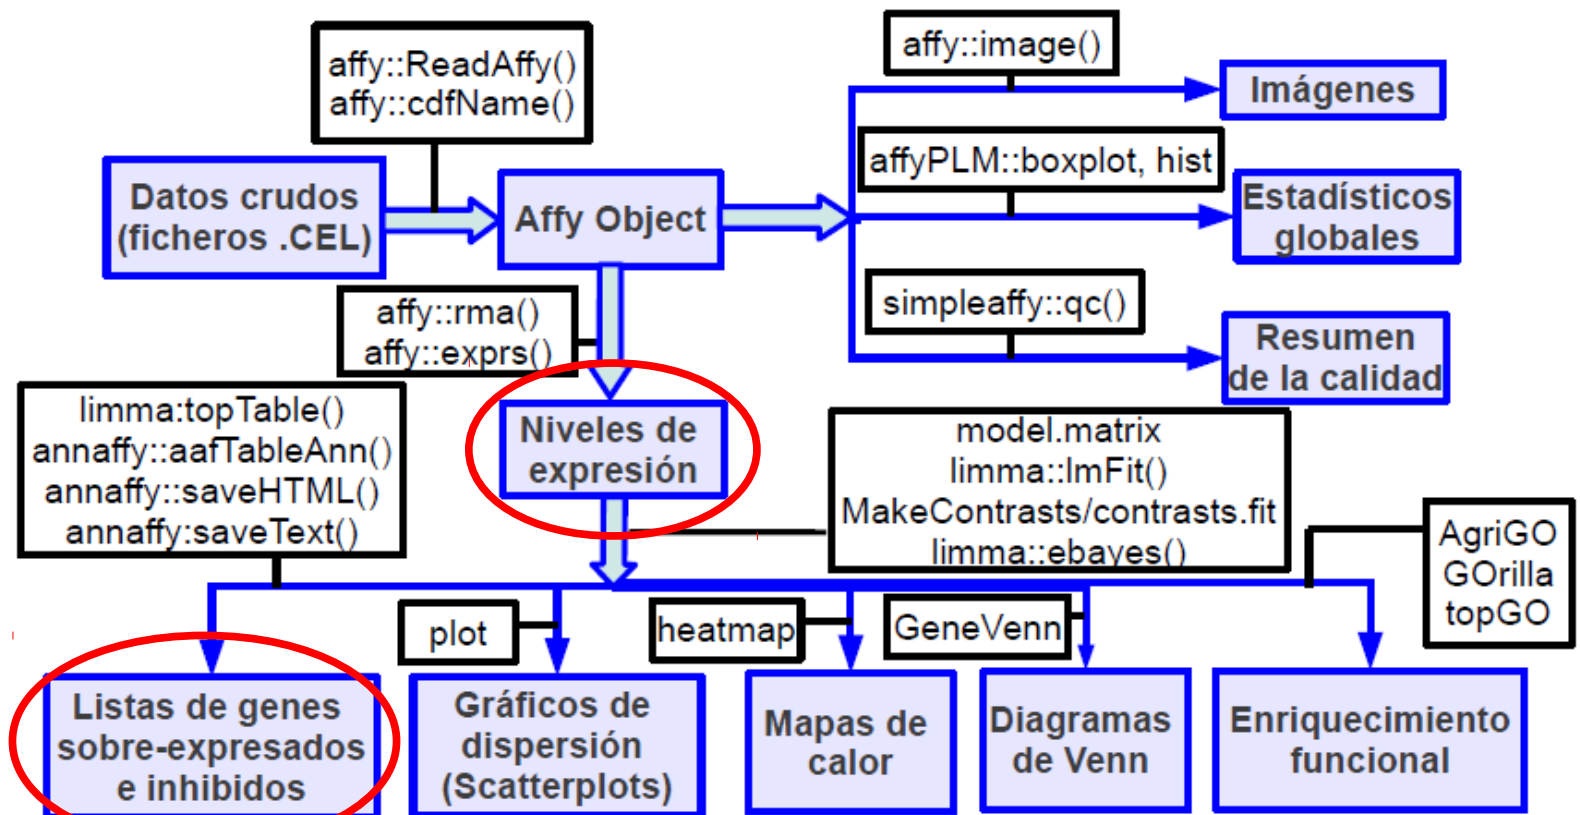 affy::ReadAffy()
affy::cdfName()
affy::image()
Imágenes
Datos crudos
(ficheros .CEL)
Affy Object
affyPLM::boxplot, hist
Estadísticos
globales
affy::rma()
affy::exprs()
simpleaffy::qc()
Resumen
de la calidad
limma:topTable()
annaffy::aafTableAnn()
annaffy::saveHTML()
annaffy:saveText()
Niveles de
expresión
model.matrix
limma::lmFit()
MakeContrasts/contrasts.fit
limma::ebayes()
AgriGO
GOrilla
topGO
plot
heatmap
GeneVenn
Listas de genes
sobre-expresados
e inhibidos
Gráficos de
dispersión
(Scatterplots)
Mapas de
calor
Diagramas
de Venn
Enriquecimiento
funcional